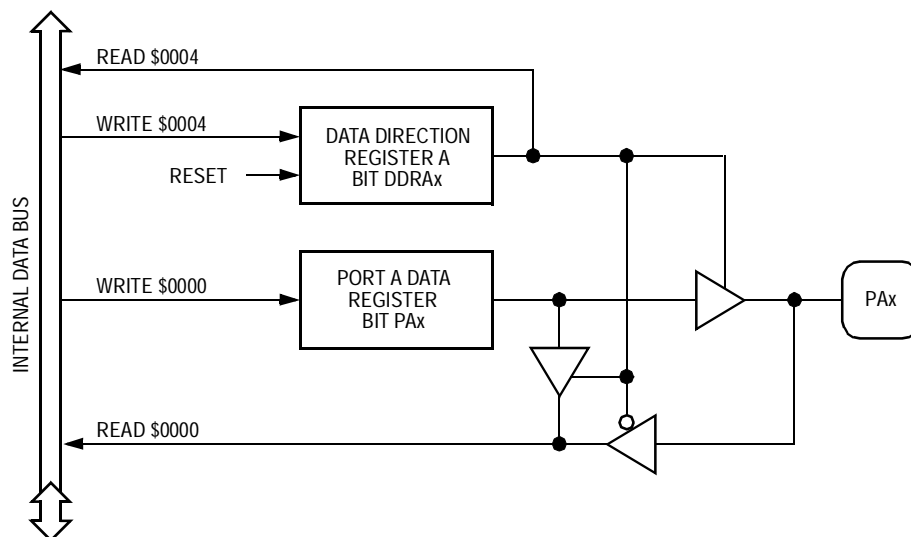 READ $0004
WRITE $0004
DATA DIRECTION
REGISTER A
BIT DDRAx
RESET
INTERNAL DATA BUS
WRITE $0000
PORT A DATA
REGISTER
BIT PAx
PAx
READ $0000